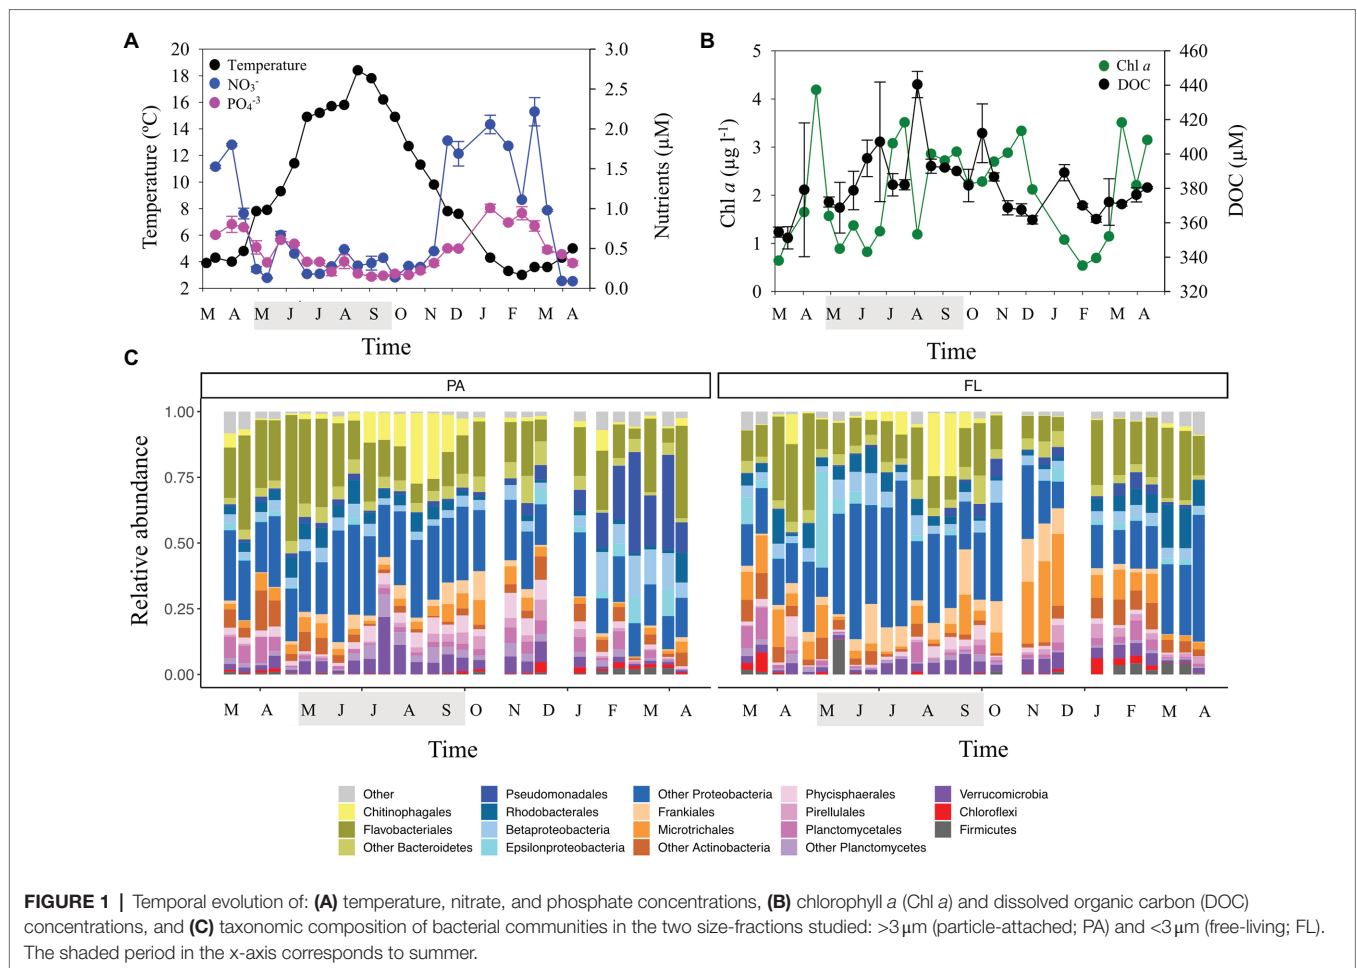 A
B
20
18
16
14
12
10
8
6
4
2
Temperature (ºC)
Temperature
NO₃⁻
PO₄⁻³
3.0
2.5
2.0
1.5
1.0
0.5
0.0
Nutrients (µM)
M A M J J A S O N D J F M A
Time
5
4
3
2
1
0
Chl a (µg l⁻¹)
Chl a
DOC
460
440
420
400
380
360
340
320
DOC (µM)
M A M J J A S O N D J F M A
Time
C
PA
FL
1.00
0.75
0.50
0.25
0.00
Relative abundance
M A M J J A S O N D J F M A
M A M J J A S O N D J F M A
Time
Time
Other
Chitinophagales
Flavobacteriales
Other Bacteroidetes
Pseudomonadales
Rhodobacterales
Betaproteobacteria
Epsilonproteobacteria
Other Proteobacteria
Frankiales
Microtrichales
Other Actinobacteria
Phycisphaerales
Pirellulales
Planctomycetales
Other Planctomycetes
Verrucomicrobia
Chloroflexi
Firmicutes
FIGURE 1 | Temporal evolution of: (A) temperature, nitrate, and phosphate concentrations, (B) chlorophyll a (Chl a) and dissolved organic carbon (DOC)
concentrations, and (C) taxonomic composition of bacterial communities in the two size-fractions studied: >3 µm (particle-attached; PA) and <3 µm (free-living; FL).
The shaded period in the x-axis corresponds to summer.